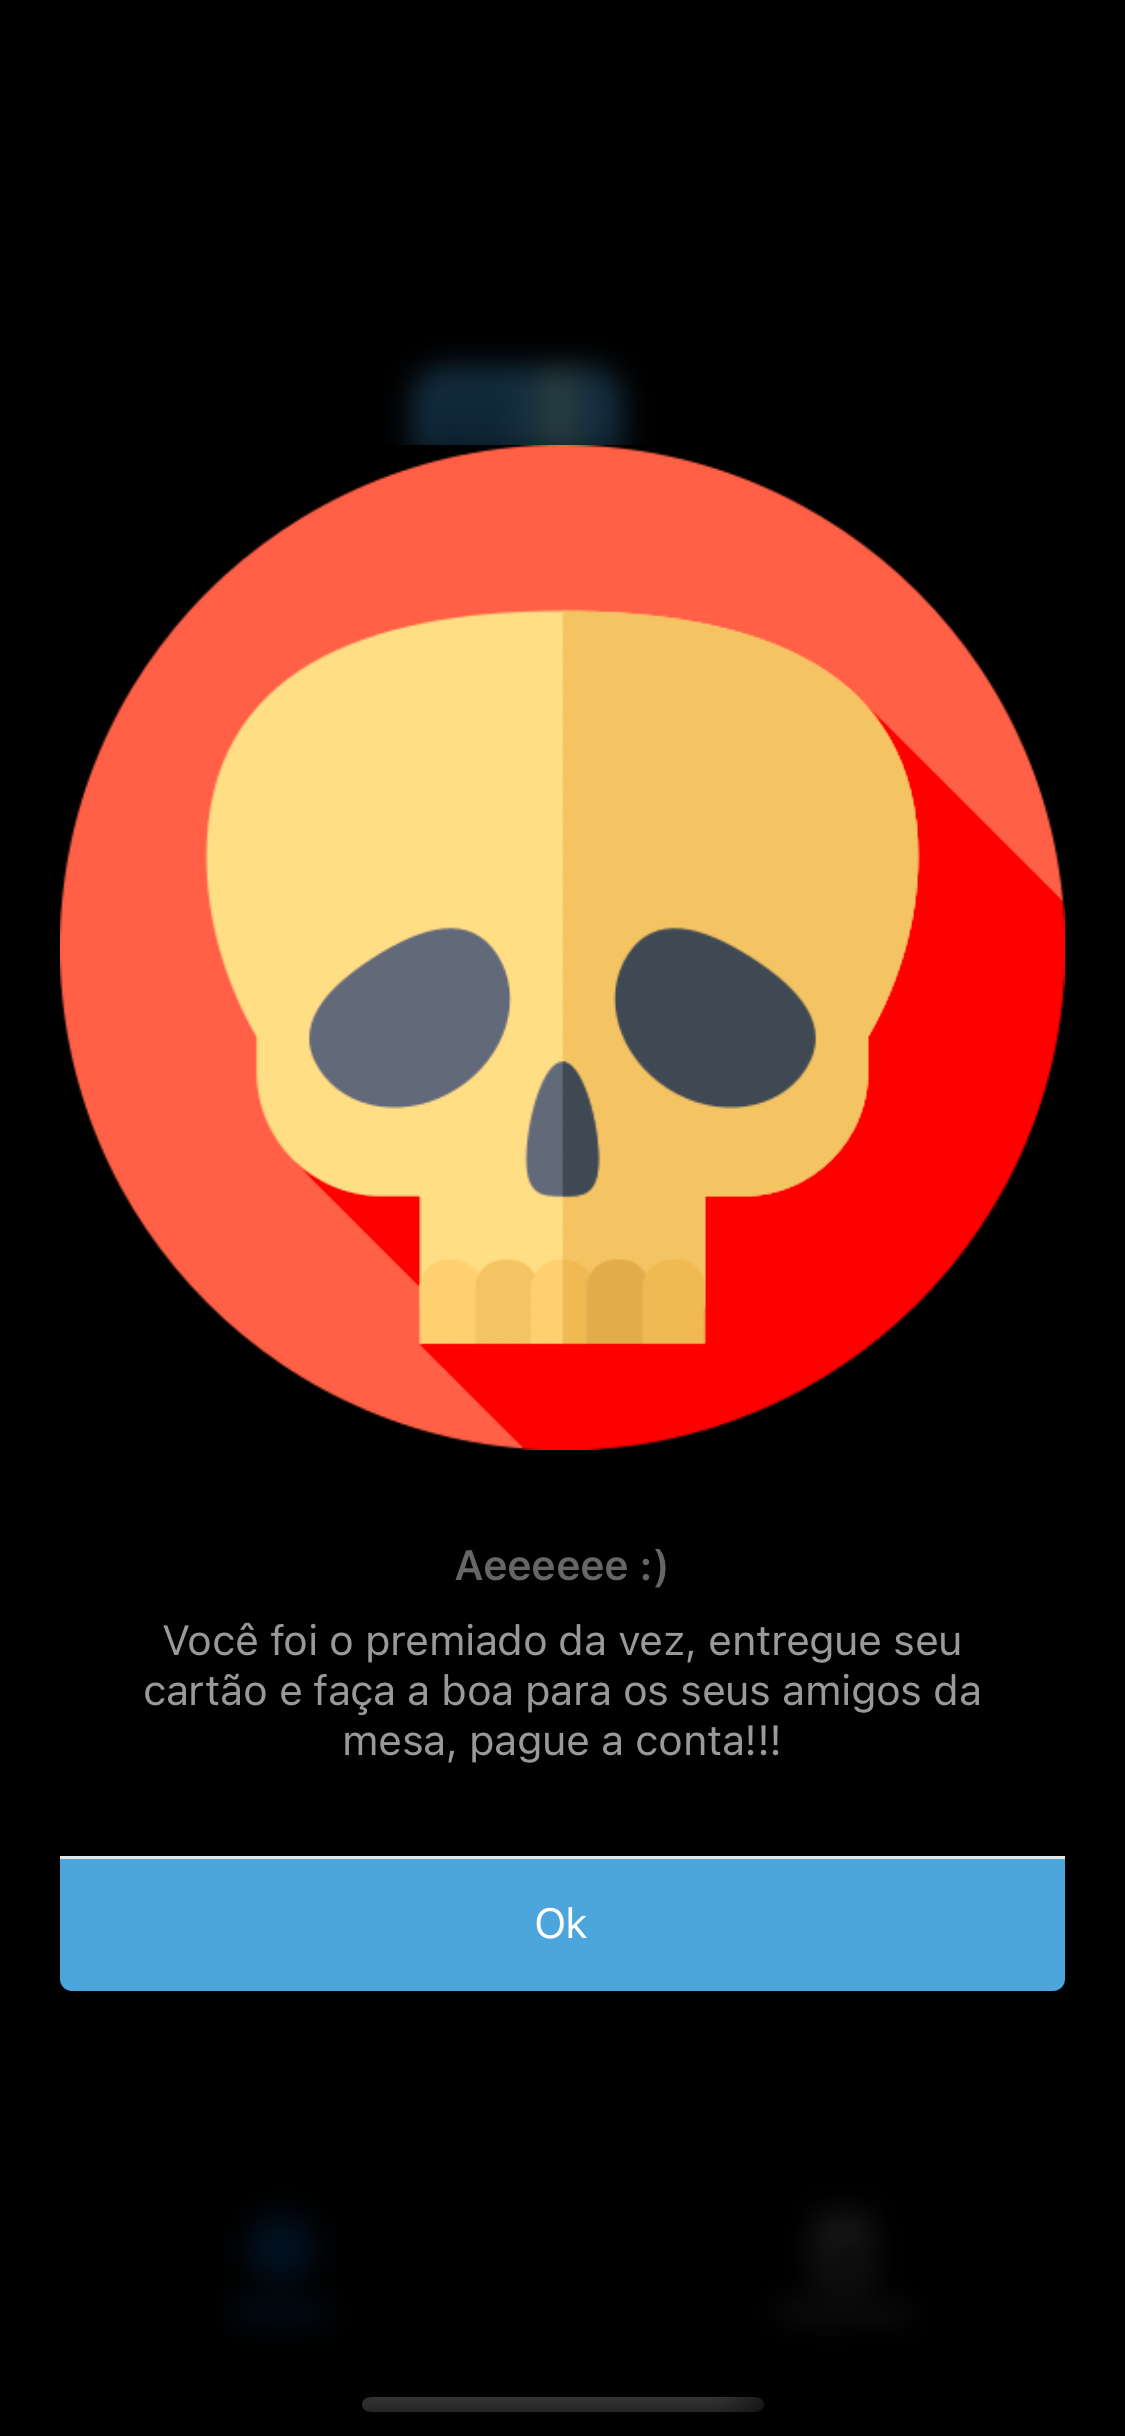 Aeeeeee :)
Você foi o premiado da vez, entregue seu
cartão e faça a boa para os seus amigos da
mesa, pague a conta!!!
Ok